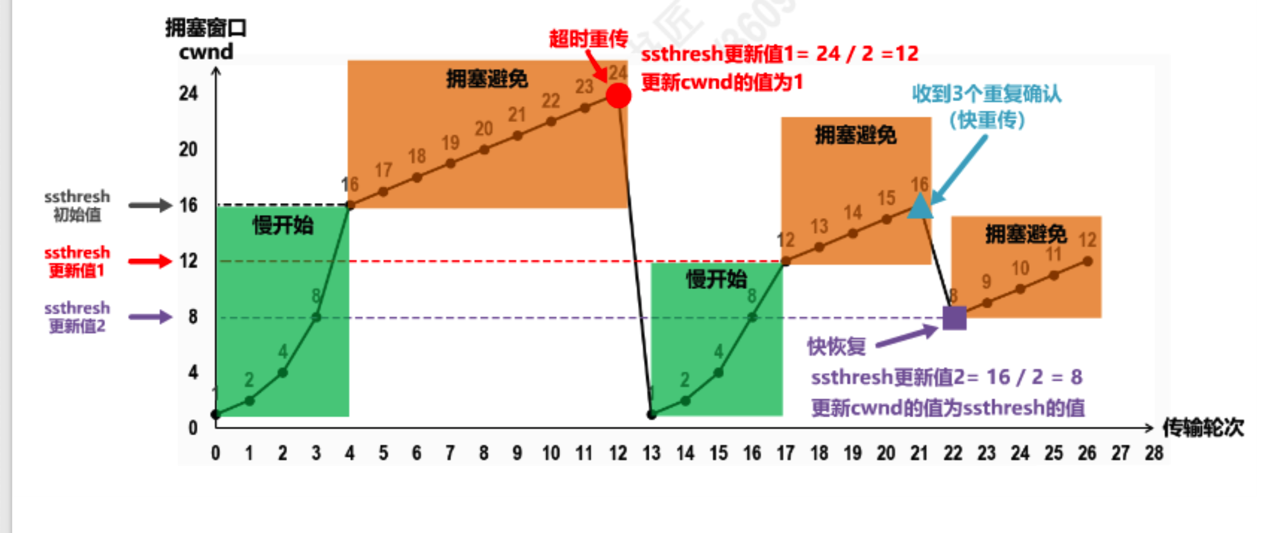 拥塞窗口
cwnd
超时重传
ssthresh更新值1= 24 / 2 =12
更新cwnd的值为1
收到3个重复确认
（快重传）
拥塞避免
拥塞避免
拥塞避免
慢开始
慢开始
24
20
16
12
8
4
0
ssthresh
初始值
ssthresh
更新值1
ssthresh
更新值2
1
2
4
8
16
17
18
19
20
21
22
23
24
1
2
4
8
12
13
14
15
16
8
9
10
11
12
快恢复
ssthresh更新值2= 16 / 2 = 8
更新cwnd的值为ssthresh的值
传输轮次
0 1 2 3 4 5 6 7 8 9 10 11 12 13 14 15 16 17 18 19 20 21 22 23 24 25 26 27 28